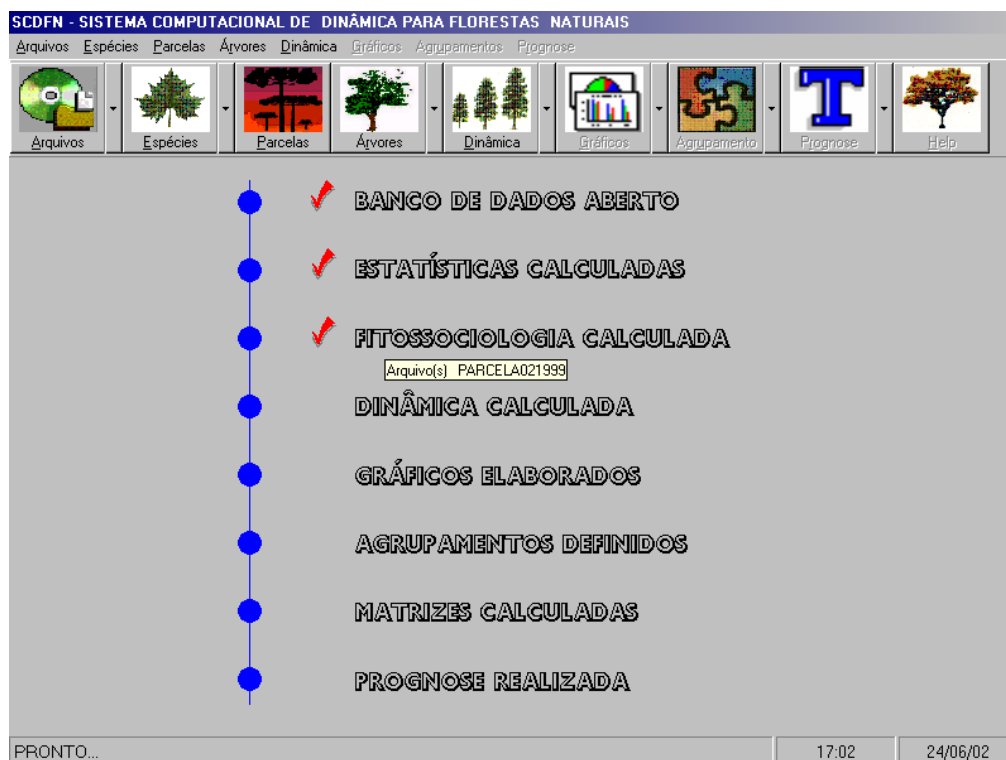 SCDFN - SISTEMA COMPUTACIONAL DE DINÂMICA PARA FLORESTAS NATURAIS
Arquivos Espécies Parcelas Árvores Dinâmica Gráficos Agrupamentos Prognose
Arquivos Espécies Parcelas Árvores Dinâmica Gráficos Agrupamento Prognose Help
BANCO DE DADOS ABERTO
ESTATÍSTICAS CALCULADAS
FITOSSOCIOLOGIA CALCULADA
Arquivo(s) PARCELA021999
DINÂMICA CALCULADA
GRÁFICOS ELABORADOS
AGRUPAMENTOS DEFINIDOS
MATRIZES CALCULADAS
PROGNOSE REALIZADA
PRONTO... 17:02 24/06/02